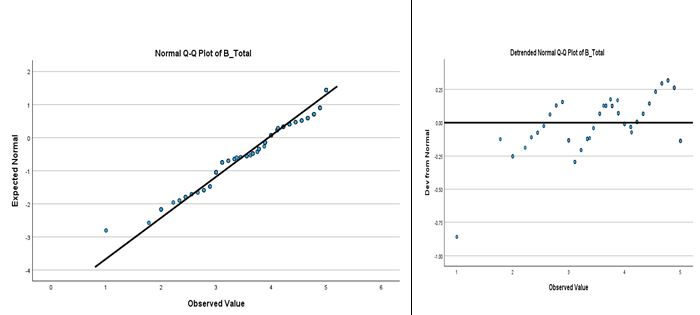 Normal Q-Q Plot of B_Total
2
1
0
-1
-2
-3
-4
Expected Normal
0 1 2 3 4 5 6
Observed Value
Detrended Normal Q-Q Plot of B_Total
0.25
0.00
-0.25
-0.50
-0.75
-1.00
Dev from Normal
1 2 3 4 5
Observed Value